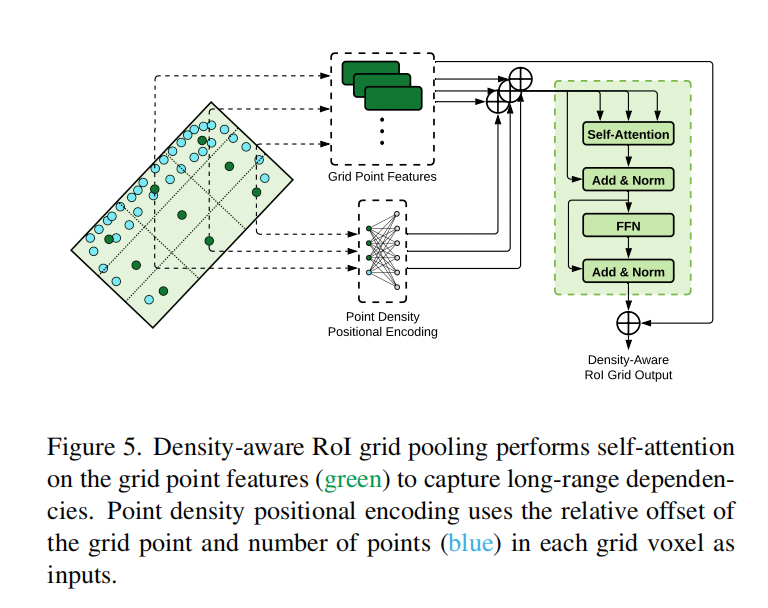 Grid Point Features
Self-Attention
Add & Norm
FFN
Add & Norm
Point Density
Positional Encoding
Density-Aware
RoI Grid Output
Figure 5. Density-aware RoI grid pooling performs self-attention
on the grid point features (green) to capture long-range dependen-
cies. Point density positional encoding uses the relative offset of
the grid point and number of points (blue) in each grid voxel as
inputs.